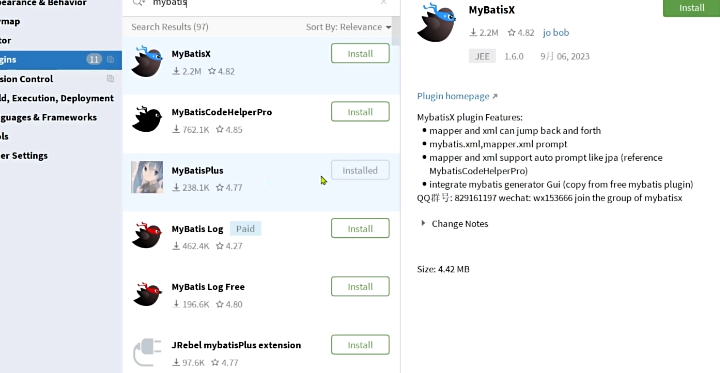 pearance & Behavior
ymap
tor
gins 11
sion Control
ld, Execution, Deployment
guages & Frameworks
ols
er Settings
mybatis
Search Results (97) Sort By: Relevance
MyBatisX Install
2.2M 4.82
MyBatisCodeHelperPro Install
762.1K 4.85
MyBatisPlus Installed
238.1K 4.77
MyBatis Log Paid Install
462.4K 4.27
MyBatis Log Free Install
196.6K 4.80
JRebel mybatisPlus extension Install
97.6K 4.77
MyBatisX Install
2.2M 4.82 jo bob
JEE 1.6.0 9月 06, 2023
Plugin homepage ↗
MybatisX plugin Features:
• mapper and xml can jump back and forth
• mybatis.xml,mapper.xml prompt
• mapper and xml support auto prompt like jpa (reference
MybatisCodeHelperPro)
• integrate mybatis generator Gui (copy from free mybatis plugin)
QQ群号: 829161197 wechat: wx153666 join the group of mybatisx
Change Notes
Size: 4.42 MB